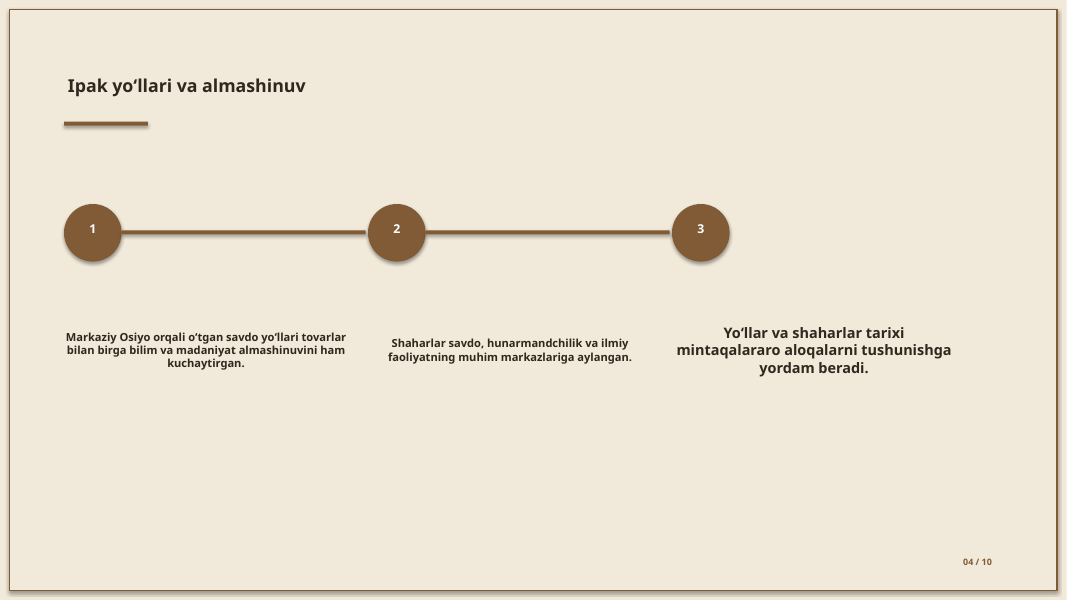 Ipak yo‘llari va almashinuv
1
2
3
Markaziy Osiyo orqali o‘tgan savdo yo‘llari tovarlar
bilan birga bilim va madaniyat almashinuvini ham
kuchaytirgan.
Shaharlar savdo, hunarmandchilik va ilmiy
faoliyatning muhim markazlariga aylangan.
Yo‘llar va shaharlar tarixi
mintaqalararo aloqalarni tushunishga
yordam beradi.
04 / 10